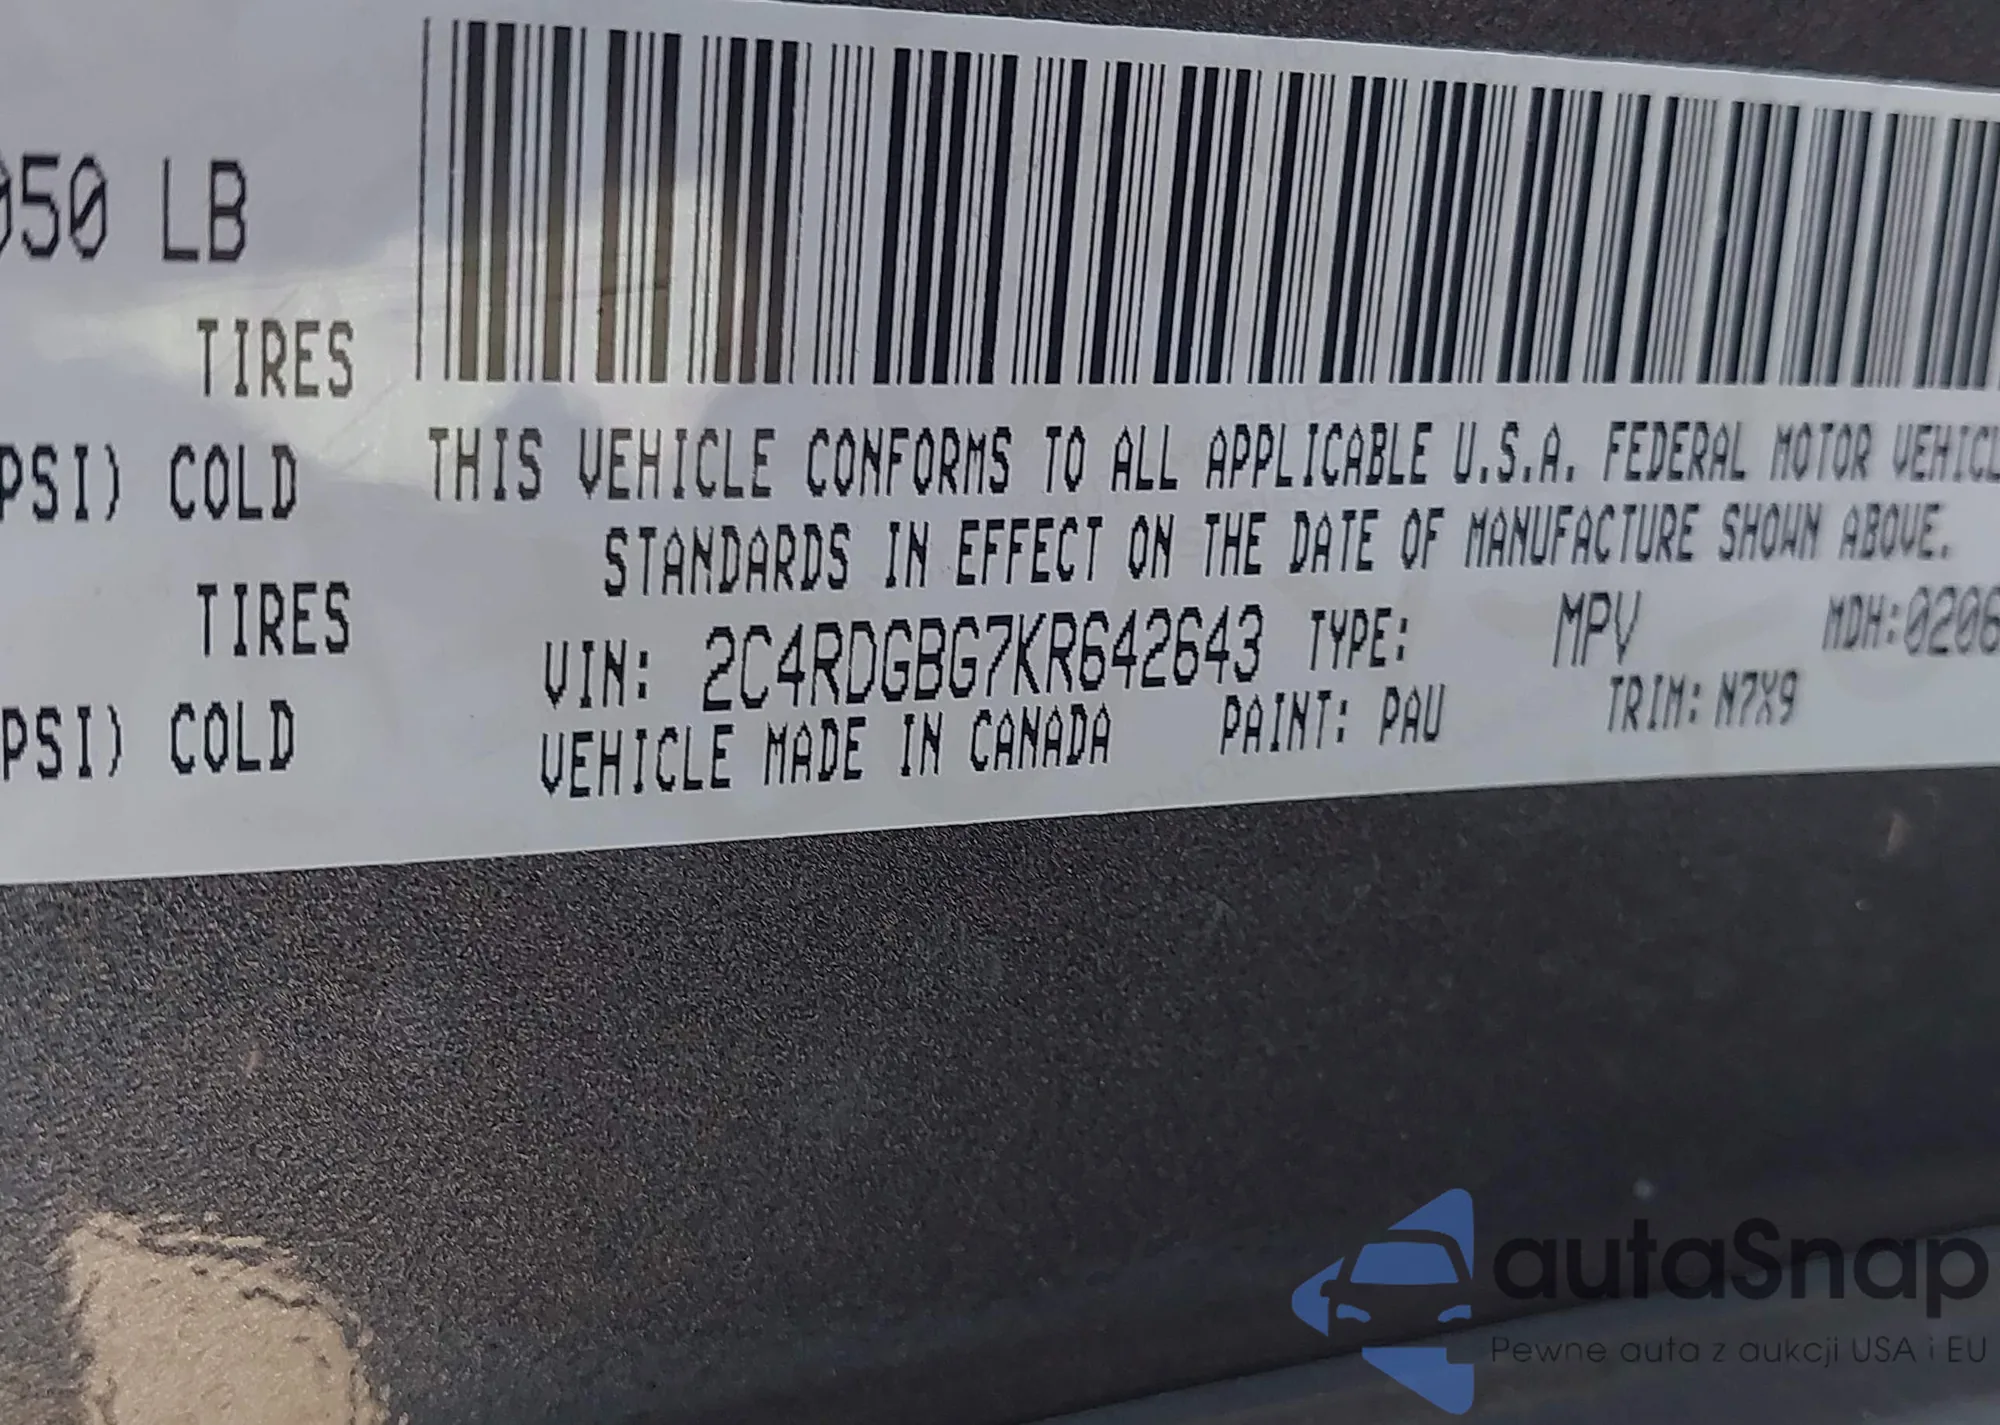 050 LB
TIRES
PSI) COLD
TIRES
PSI) COLD
THIS VEHICLE CONFORMS TO ALL APPLICABLE U.S.A. FEDERAL MOTOR VEHICL
STANDARDS IN EFFECT ON THE DATE OF MANUFACTURE SHOWN ABOVE.
VIN: 2C4RDGBG7KR642643 TYPE: MPV MDH:0206
VEHICLE MADE IN CANADA PAINT: PAU TRIM: N7X9
autaSnap
Pewne auta z aukcji USA i EU